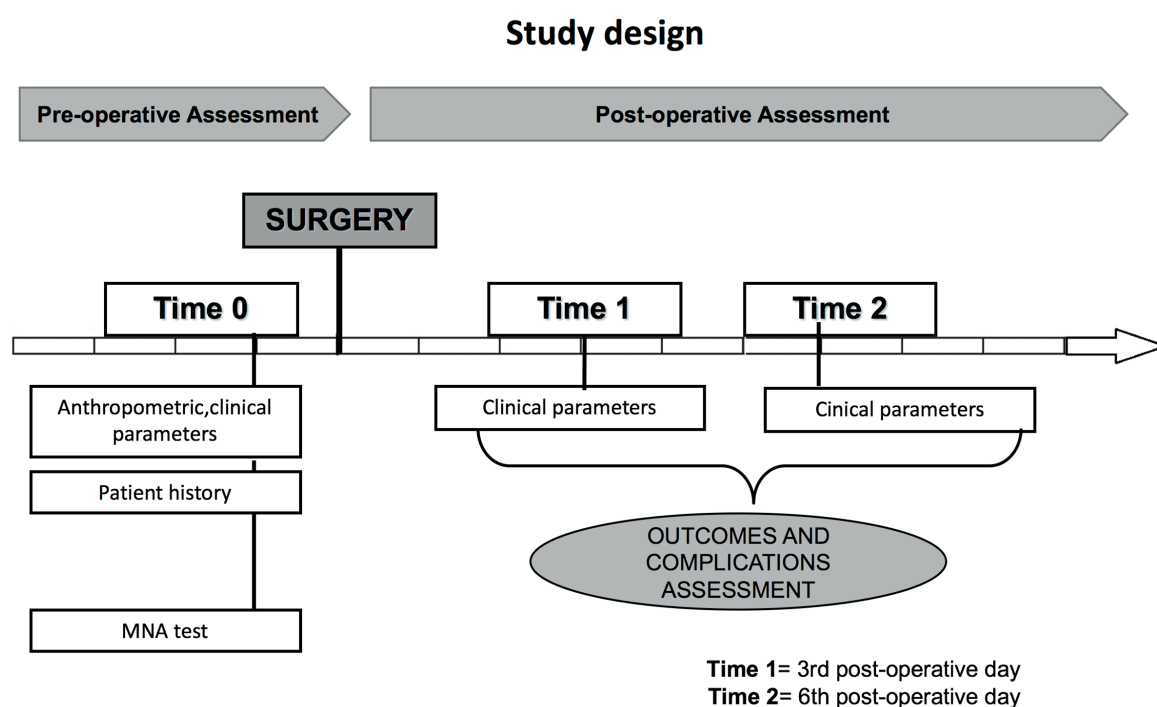 Study design
Pre-operative Assessment
Post-operative Assessment
SURGERY
Time 0
Time 1
Time 2
Anthropometric,clinical
parameters
Clinical parameters
Cinical parameters
Patient history
OUTCOMES AND
COMPLICATIONS
ASSESSMENT
MNA test
Time 1= 3rd post-operative day
Time 2= 6th post-operative day